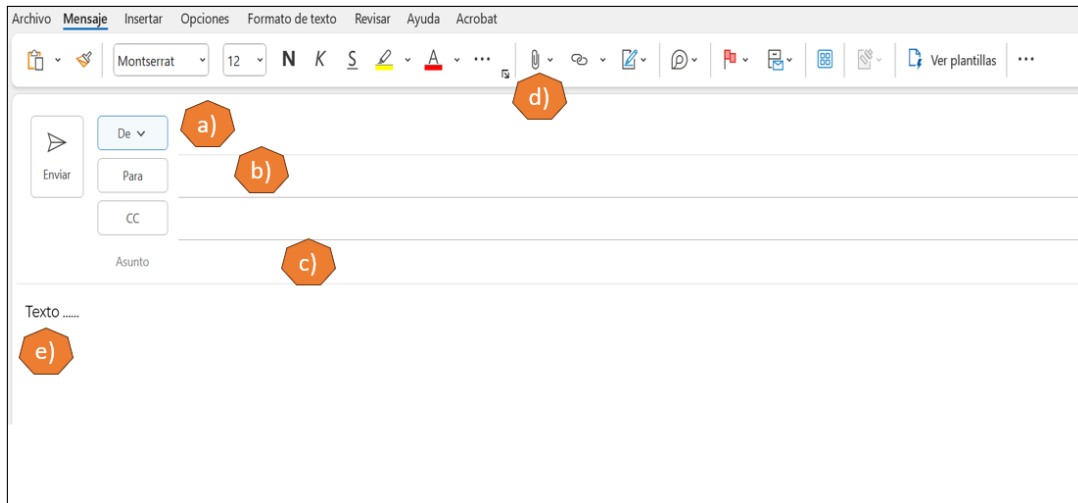 Archivo Mensaje Insertar Opciones Formato de texto Revisar Ayuda Acrobat
Montserrat 12 N K S A ... Ver plantillas ...
d)
De a)
Enviar Para b)
CC
Asunto c)
Texto ......
e)